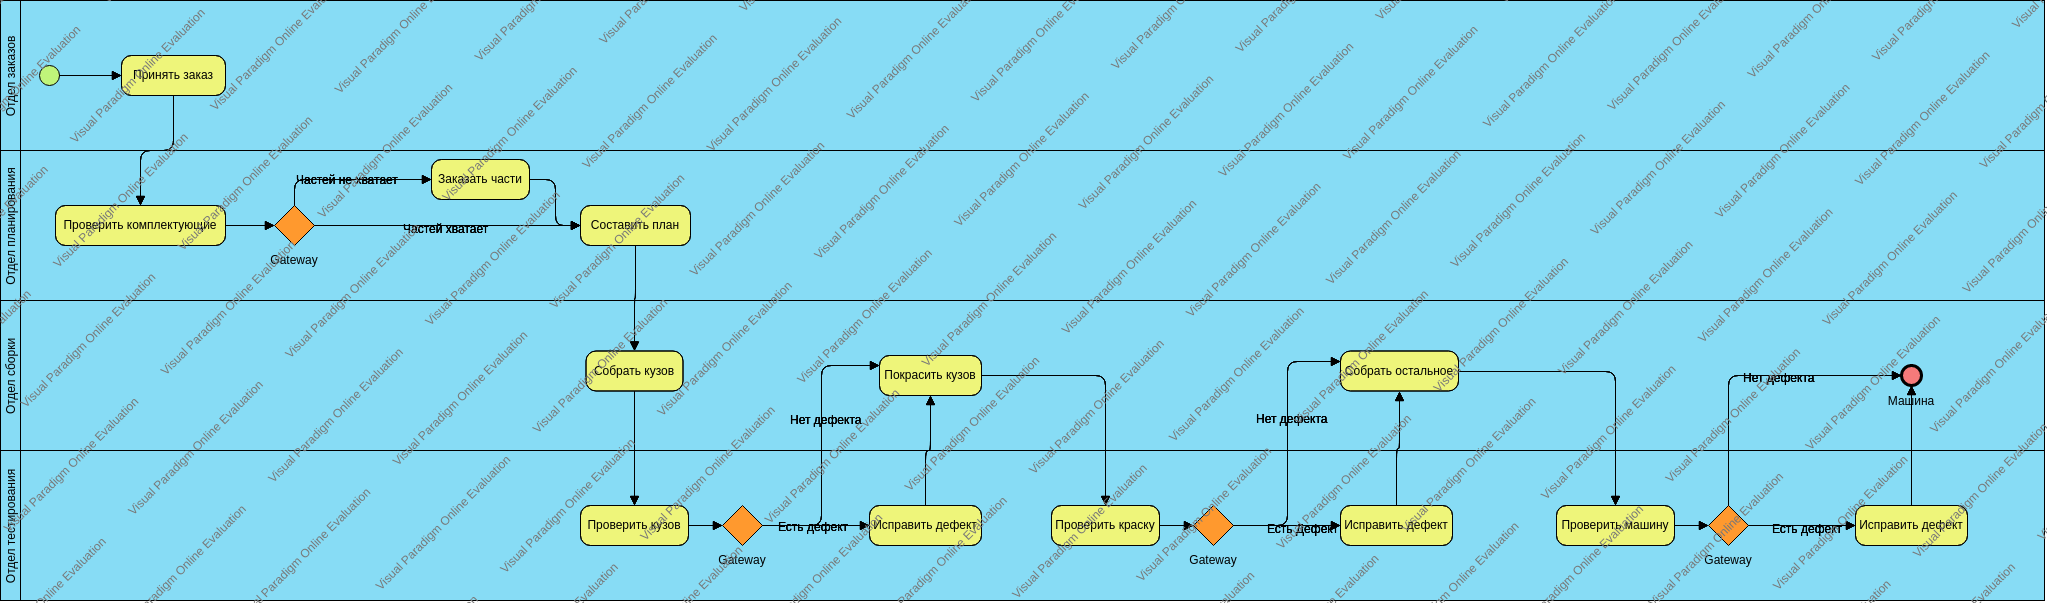 Отдел заказов
Принять заказ
Отдел планирования
Проверить комплектующие
Gateway
Частей не хватает
Заказать части
Частей хватает
Составить план
Отдел сборки
Собрать кузов
Нет дефекта
Покрасить кузов
Нет дефекта
Собрать остальное
Нет дефекта
Машина
Отдел тестирования
Проверить кузов
Gateway
Есть дефект
Исправить дефект
Проверить краску
Gateway
Есть дефект
Исправить дефект
Проверить машину
Gateway
Есть дефект
Исправить дефект
Visual Paradigm Online Evaluation